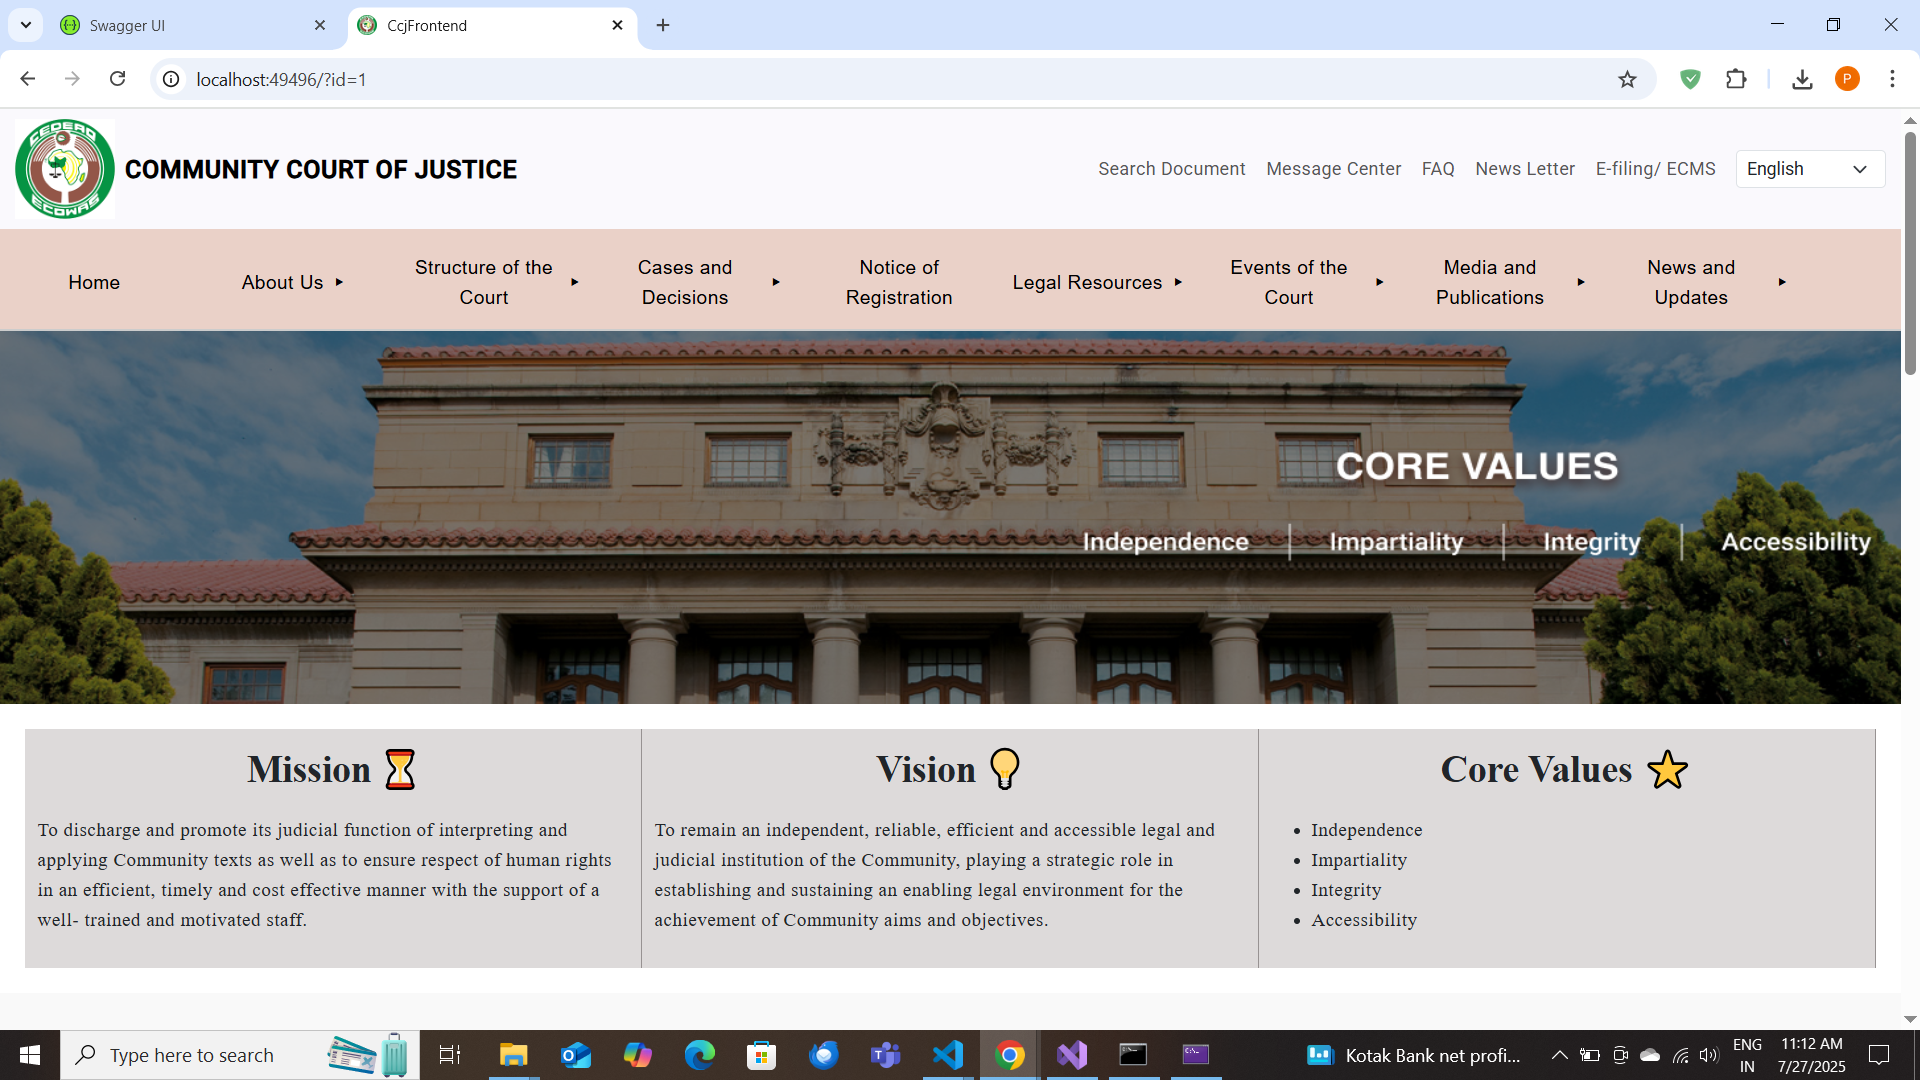 Swagger UI
CcjFrontend
localhost:49496/?id=1
P
CEDEAO
ECOWAS
COMMUNITY COURT OF JUSTICE
Search Document
Message Center
FAQ
News Letter
E-filing/ ECMS
English
Home
About Us
Structure of the
Court
Cases and
Decisions
Notice of
Registration
Legal Resources
Events of the
Court
Media and
Publications
News and
Updates
CORE VALUES
Independence
Impartiality
Integrity
Accessibility
Mission
To discharge and promote its judicial function of interpreting and
applying Community texts as well as to ensure respect of human rights
in an efficient, timely and cost effective manner with the support of a
well- trained and motivated staff.
Vision
To remain an independent, reliable, efficient and accessible legal and
judicial institution of the Community, playing a strategic role in
establishing and sustaining an enabling legal environment for the
achievement of Community aims and objectives.
Core Values
Independence
Impartiality
Integrity
Accessibility
Type here to search
Kotak Bank net profi...
ENG
IN
11:12 AM
7/27/2025